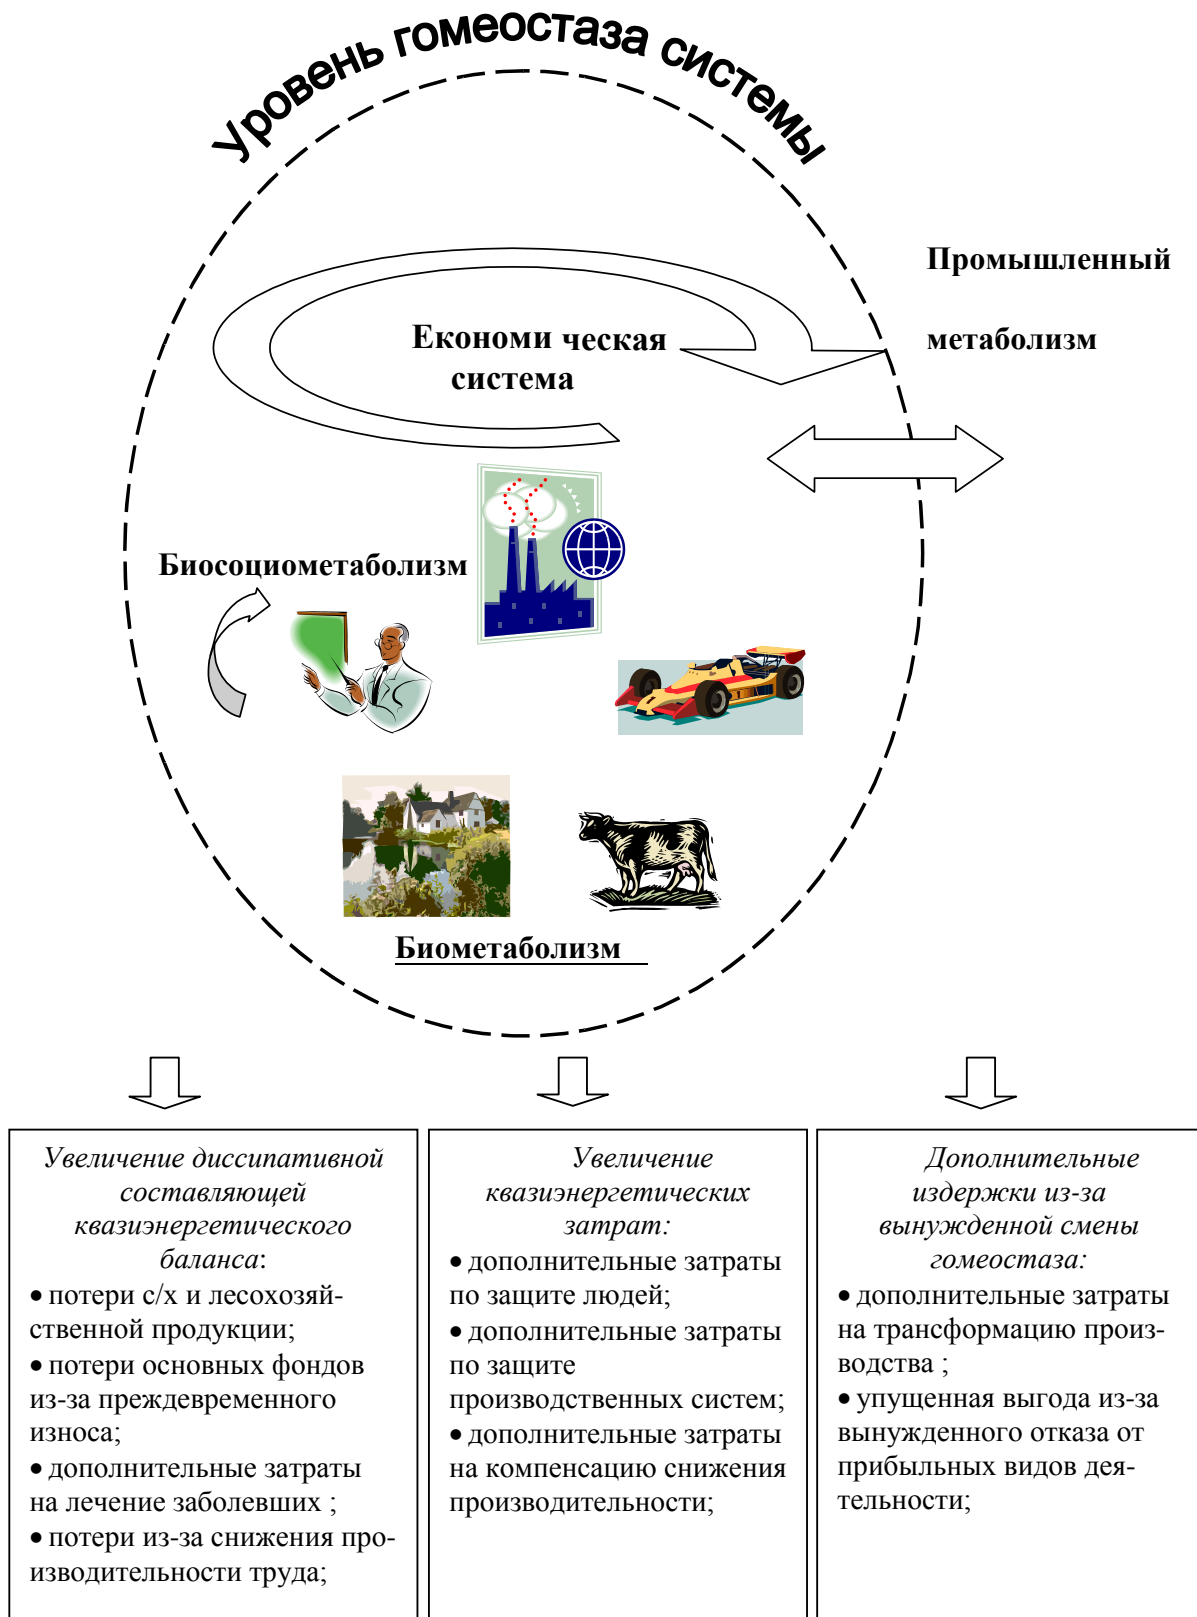 Уровень гомеостаза системы
Промышленный
метаболизм
Економи ческая
система
Биосоциометаболизм
Биометаболизм
Увеличение диссипативной
составляющей
квазиэнергетического
баланса:
• потери с/х и лесохозяй-
ственной продукции;
• потери основных фондов
из-за преждевременного
износа;
• дополнительные затраты
на лечение заболевших ;
• потери из-за снижения про-
изводительности труда;
Увеличение
квазиэнергетических
затрат:
• дополнительные затраты
по защите людей;
• дополнительные затраты
по защите
производственных систем;
• дополнительные затраты
на компенсацию снижения
производительности;
Дополнительные
издержки из-за
вынужденной смены
гомеостаза:
• дополнительные затраты
на трансформацию произ-
водства ;
• упущенная выгода из-за
вынужденного отказа от
прибыльных видов дея-
тельности;